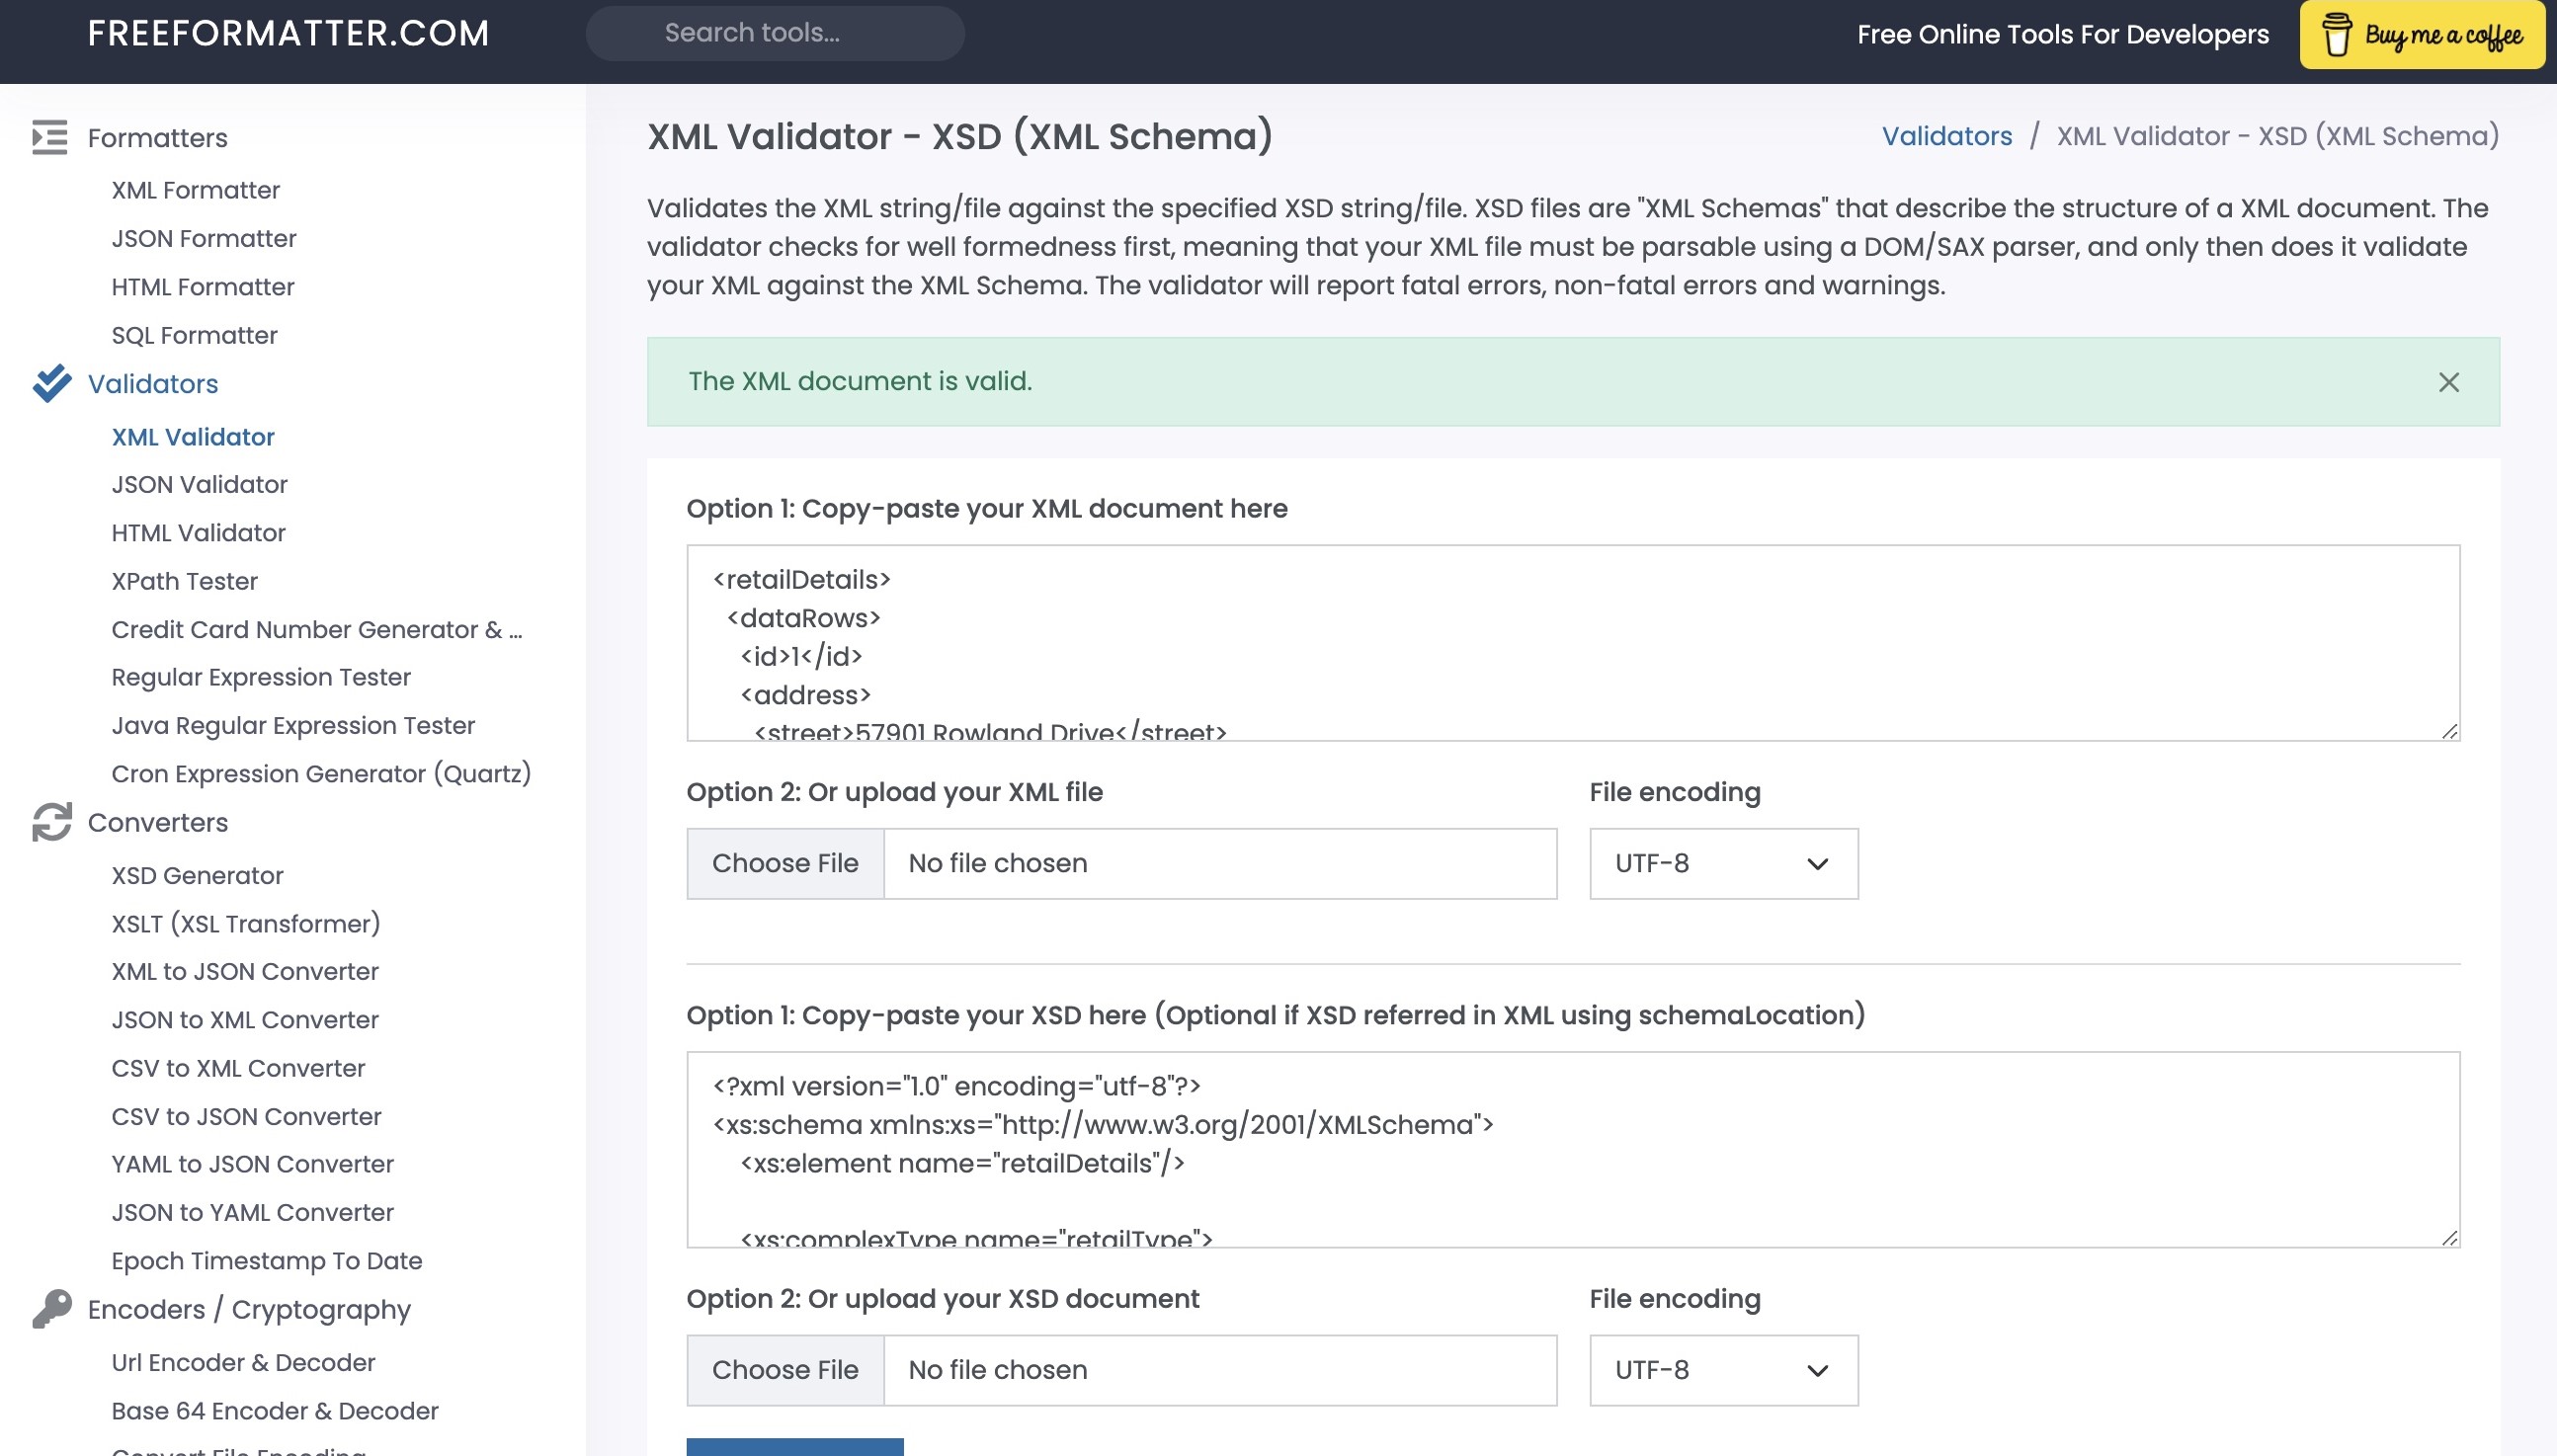 FREEFORMATTER.COM
Search tools...
Free Online Tools For Developers
Buy me a coffee
Formatters
XML Formatter
JSON Formatter
HTML Formatter
SQL Formatter
Validators
XML Validator
JSON Validator
HTML Validator
XPath Tester
Credit Card Number Generator & ...
Regular Expression Tester
Java Regular Expression Tester
Cron Expression Generator (Quartz)
Converters
XSD Generator
XSLT (XSL Transformer)
XML to JSON Converter
JSON to XML Converter
CSV to XML Converter
CSV to JSON Converter
YAML to JSON Converter
JSON to YAML Converter
Epoch Timestamp To Date
Encoders / Cryptography
Url Encoder & Decoder
Base 64 Encoder & Decoder
Convert File Encoding
XML Validator - XSD (XML Schema)
Validators / XML Validator - XSD (XML Schema)
Validates the XML string/file against the specified XSD string/file. XSD files are "XML Schemas" that describe the structure of a XML document. The
validator checks for well formedness first, meaning that your XML file must be parsable using a DOM/SAX parser, and only then does it validate
your XML against the XML Schema. The validator will report fatal errors, non-fatal errors and warnings.
The XML document is valid.
Option 1: Copy-paste your XML document here
<retailDetails>
<dataRows>
<id>1</id>
<address>
<street>57901 Rowland Drive</street>
Option 2: Or upload your XML file
File encoding
Choose File No file chosen
UTF-8
Option 1: Copy-paste your XSD here (Optional if XSD referred in XML using schemaLocation)
<?xml version="1.0" encoding="utf-8"?>
<xs:schema xmlns:xs="http://www.w3.org/2001/XMLSchema">
<xs:element name="retailDetails"/>
<xs:complexType name="retailType">
Option 2: Or upload your XSD document
File encoding
Choose File No file chosen
UTF-8